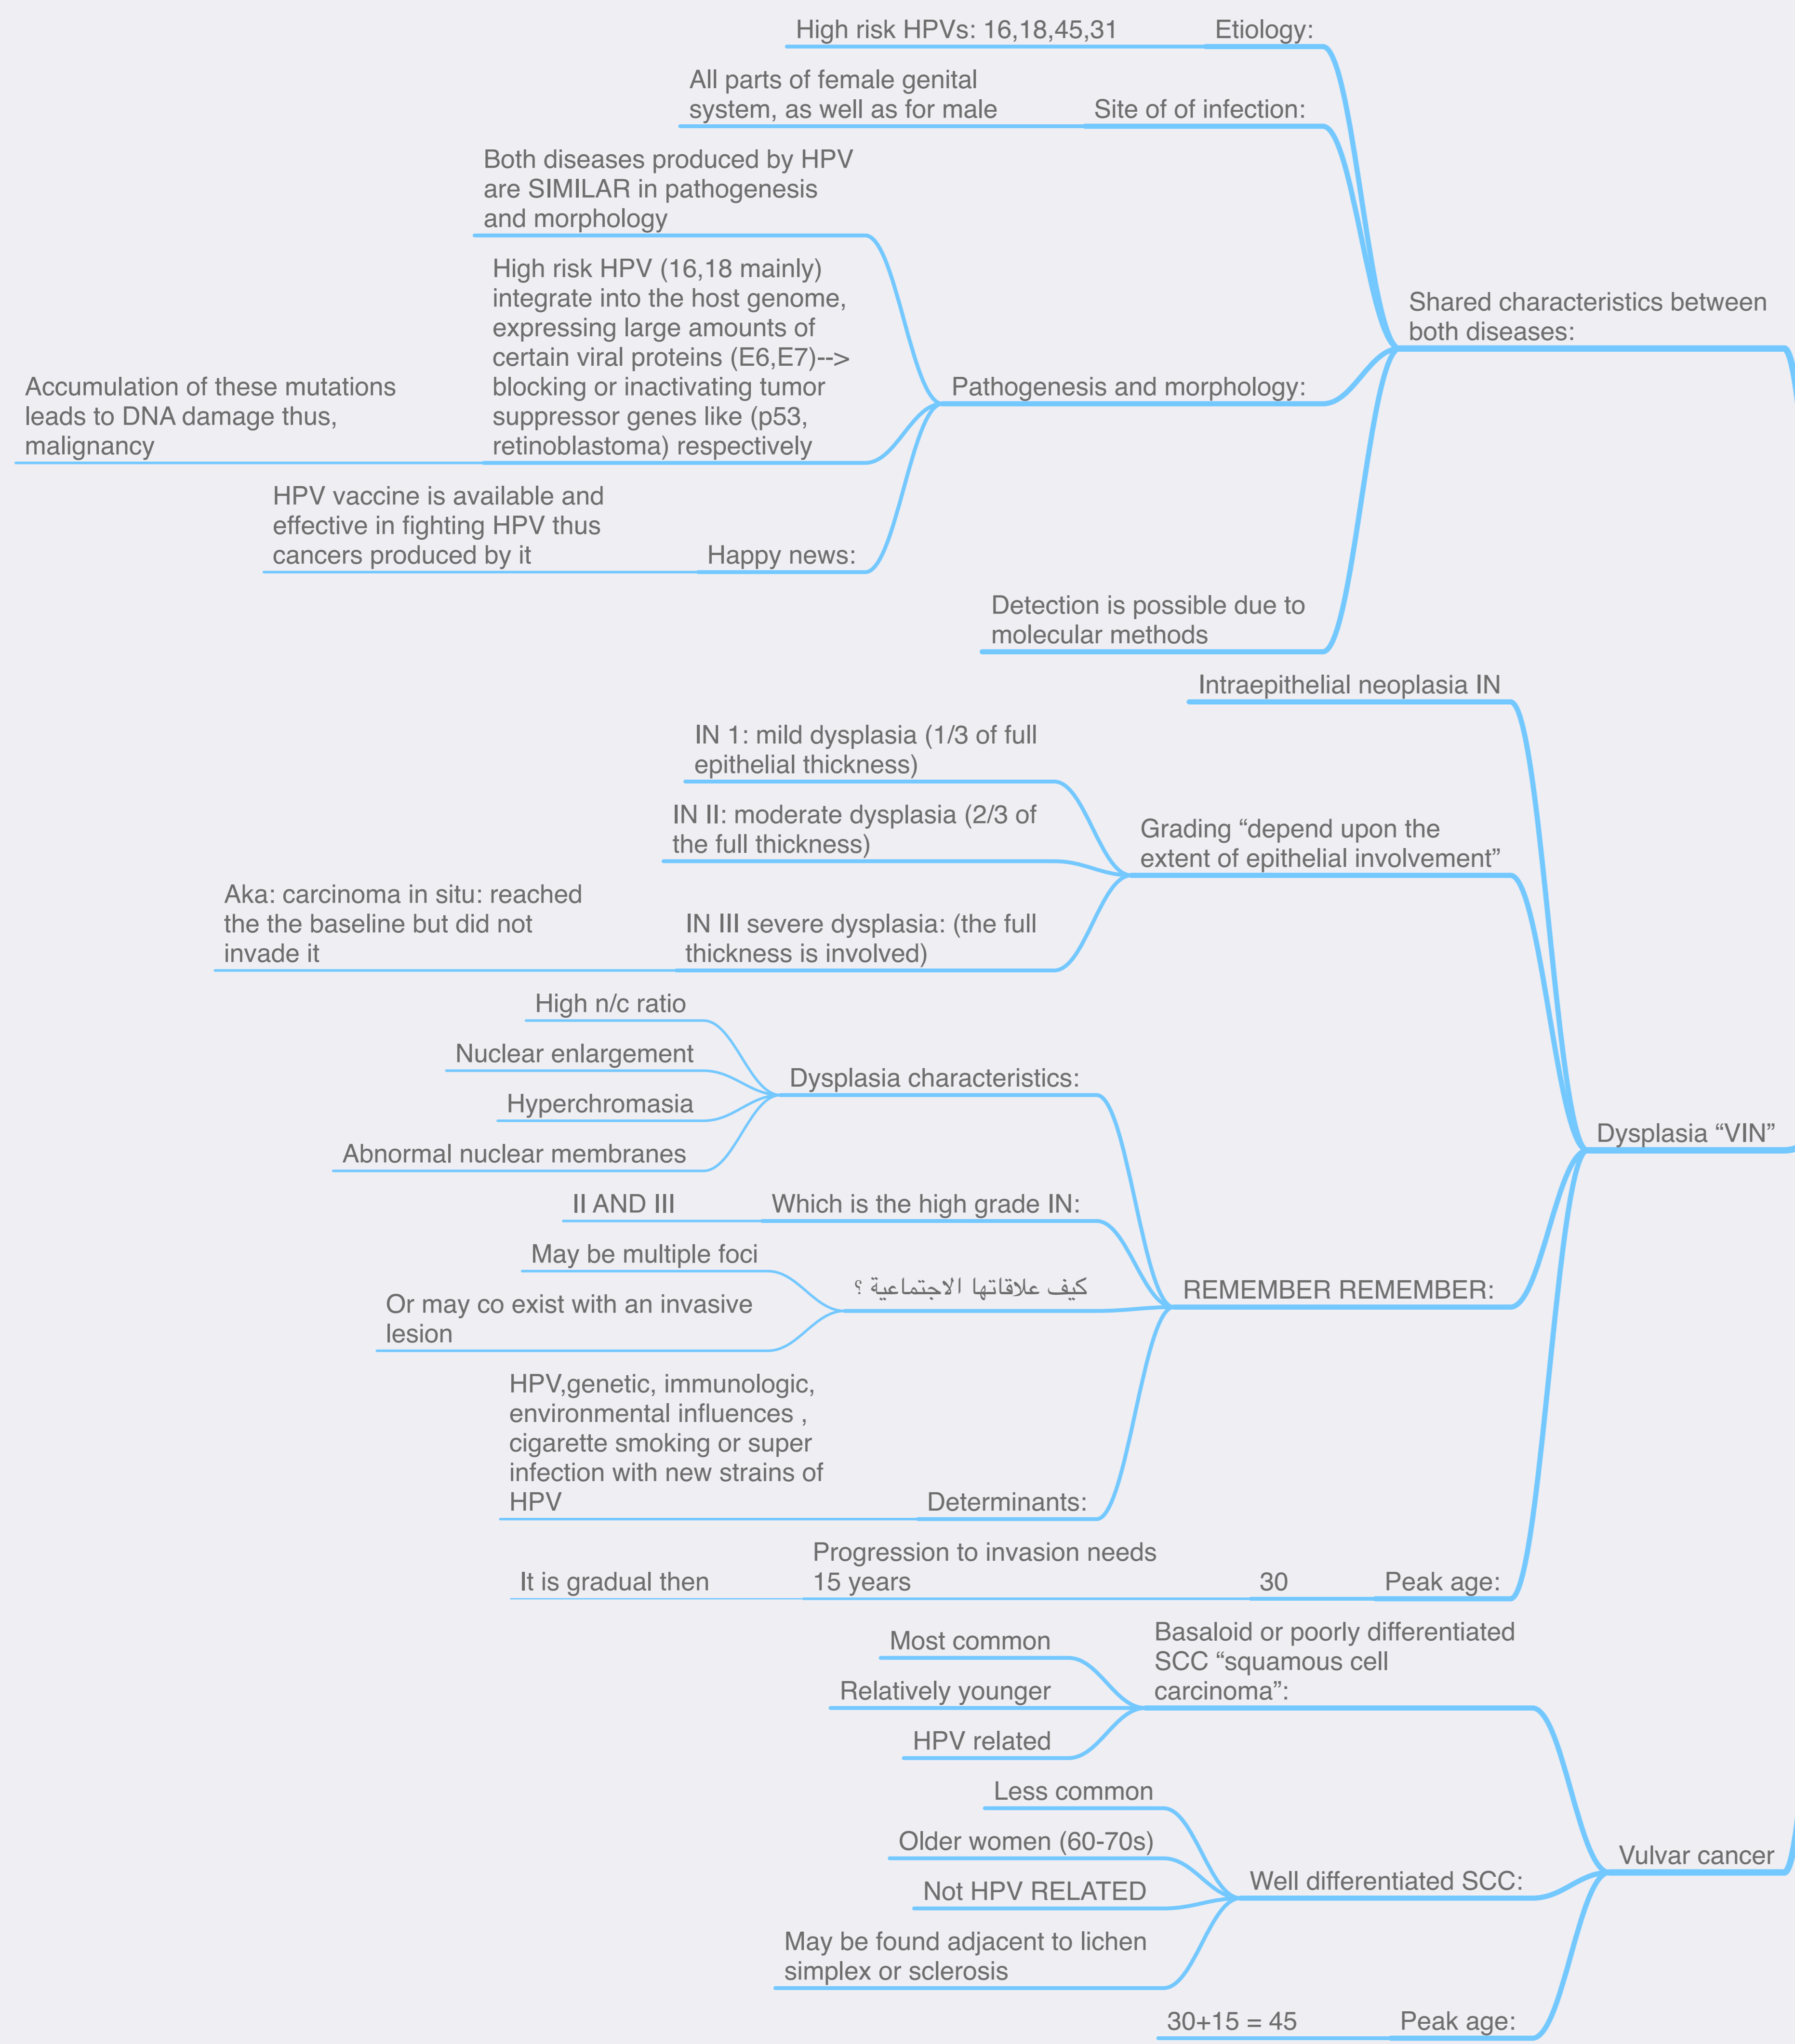 High risk HPVs: 16,18,45,31
Etiology:
All parts of female genital
system, as well as for male
Site of of infection:
Both diseases produced by HPV
are SIMILAR in pathogenesis
and morphology
High risk HPV (16,18 mainly)
integrate into the host genome,
expressing large amounts of
certain viral proteins (E6,E7)-->
blocking or inactivating tumor
suppressor genes like (p53,
retinoblastoma) respectively
Accumulation of these mutations
leads to DNA damage thus,
malignancy
Pathogenesis and morphology:
Shared characteristics between
both diseases:
HPV vaccine is available and
effective in fighting HPV thus
cancers produced by it
Happy news:
Detection is possible due to
molecular methods
Intraepithelial neoplasia IN
IN 1: mild dysplasia (1/3 of full
epithelial thickness)
IN II: moderate dysplasia (2/3 of
the full thickness)
Grading “depend upon the
extent of epithelial involvement”
Aka: carcinoma in situ: reached
the the baseline but did not
invade it
IN III severe dysplasia: (the full
thickness is involved)
High n/c ratio
Nuclear enlargement
Hyperchromasia
Abnormal nuclear membranes
Dysplasia characteristics:
Dysplasia “VIN”
II AND III
Which is the high grade IN:
May be multiple foci
Or may co exist with an invasive
lesion
كيف علاقاتها الاجتماعية ؟
REMEMBER REMEMBER:
HPV,genetic, immunologic,
environmental influences ,
cigarette smoking or super
infection with new strains of
HPV
Determinants:
It is gradual then
Progression to invasion needs
15 years
30
Peak age:
Most common
Relatively younger
HPV related
Basaloid or poorly differentiated
SCC “squamous cell
carcinoma”:
Less common
Older women (60-70s)
Not HPV RELATED
May be found adjacent to lichen
simplex or sclerosis
Well differentiated SCC:
Vulvar cancer
30+15 = 45
Peak age: